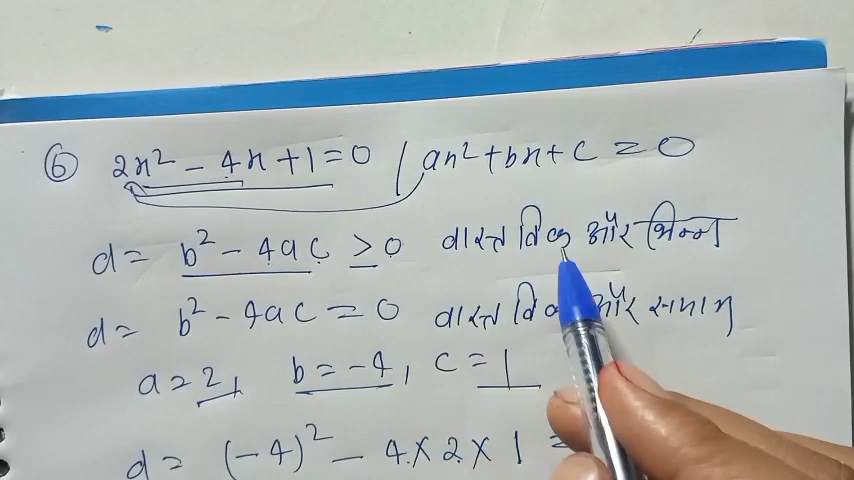 ⑥ 2x² - 4x + 1 = 0 / ax² + bx + c = 0
d = b² - 4ac ≥ 0 वास्तविक और भिन्न
d = b² - 4ac = 0 वास्तविक और समान
a = 2, b = -4, c = 1
d = (-4)² - 4 × 2 × 1 =